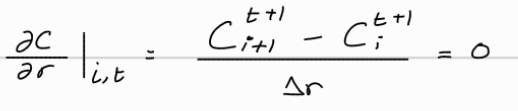 ∂C/∂r |i,t = (C_{i+1}^{t+1} - C_i^{t+1}) / Δr = 0